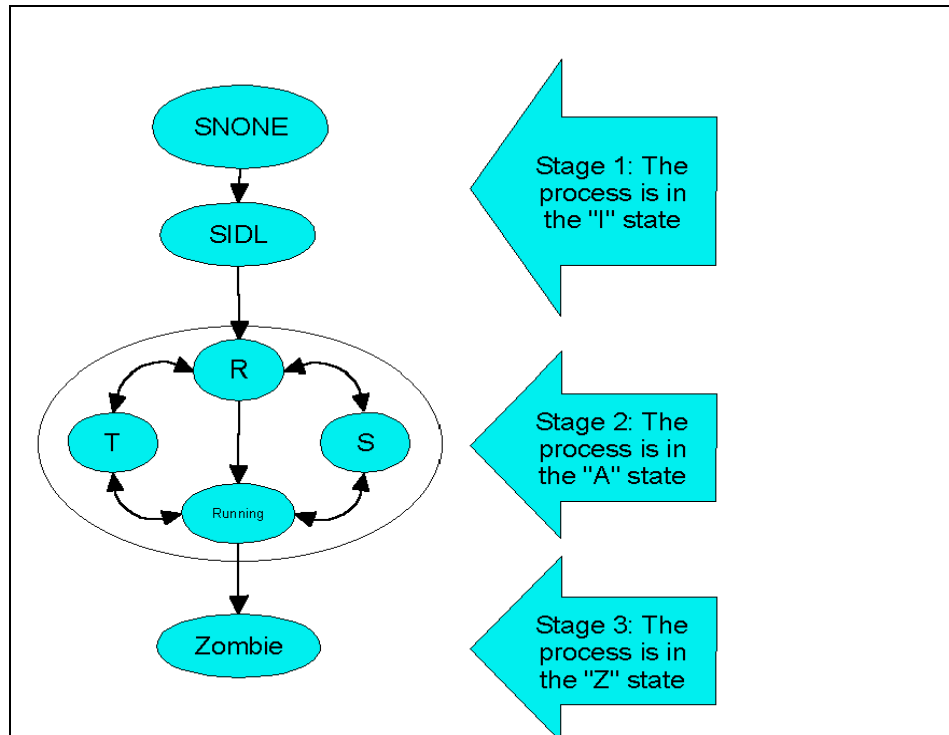 SNONE
Stage 1: The
process is in
the "I" state
SIDL
R
T
S
Stage 2: The
process is in
the "A" state
Running
Zombie
Stage 3: The
process is in
the "Z" state